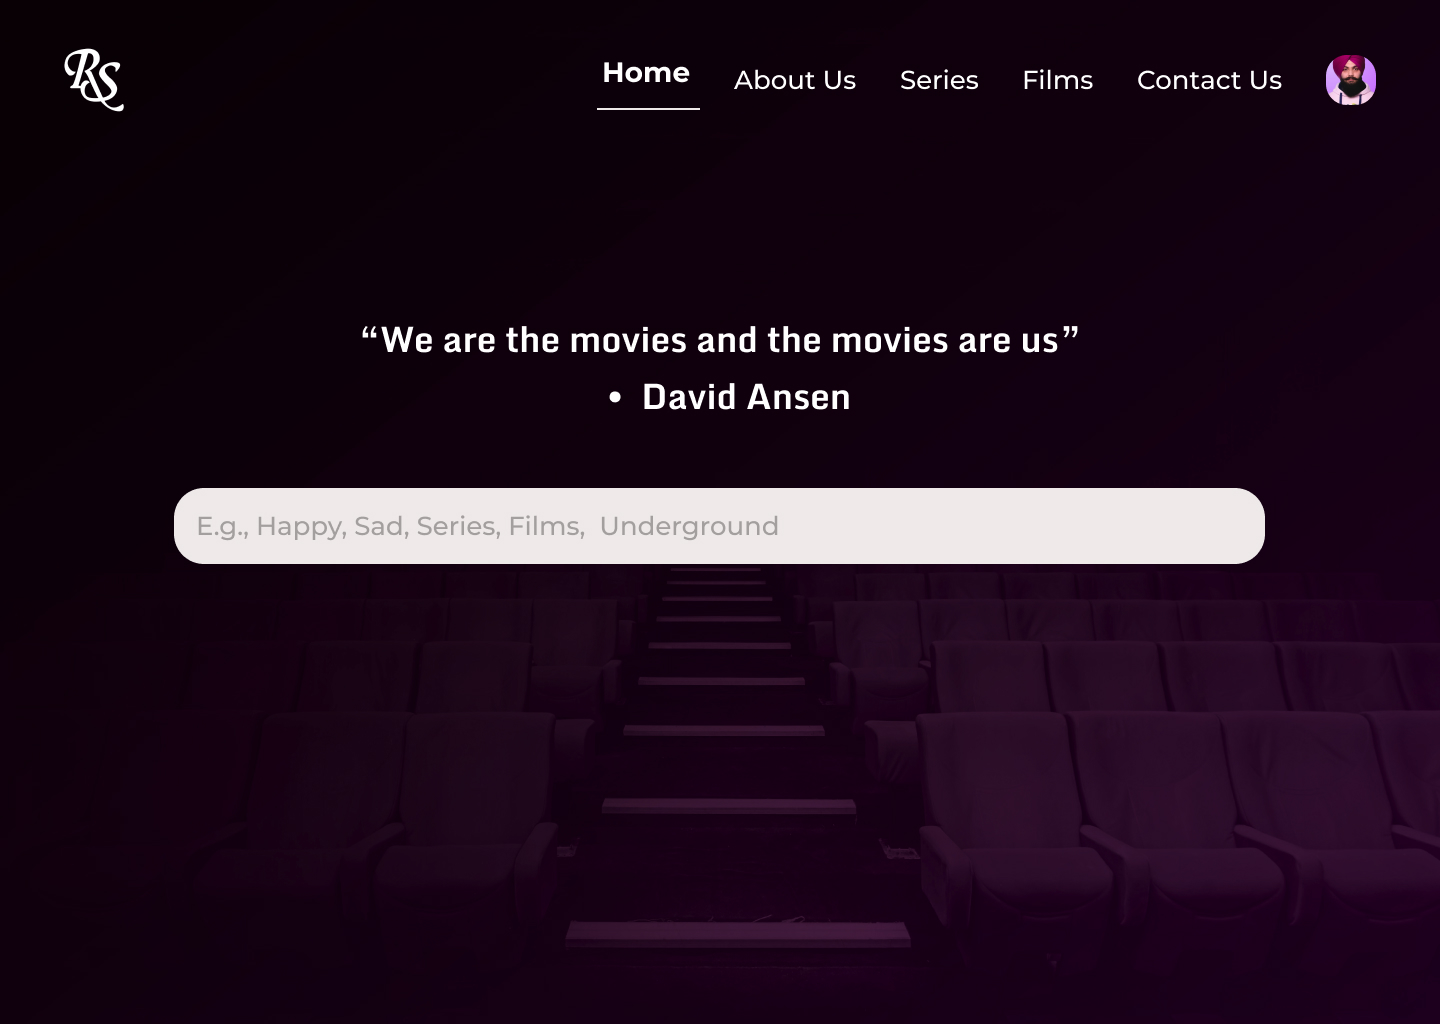 RS
Home
About Us
Series
Films
Contact Us
“We are the movies and the movies are us”
• David Ansen
E.g., Happy, Sad, Series, Films,  Underground